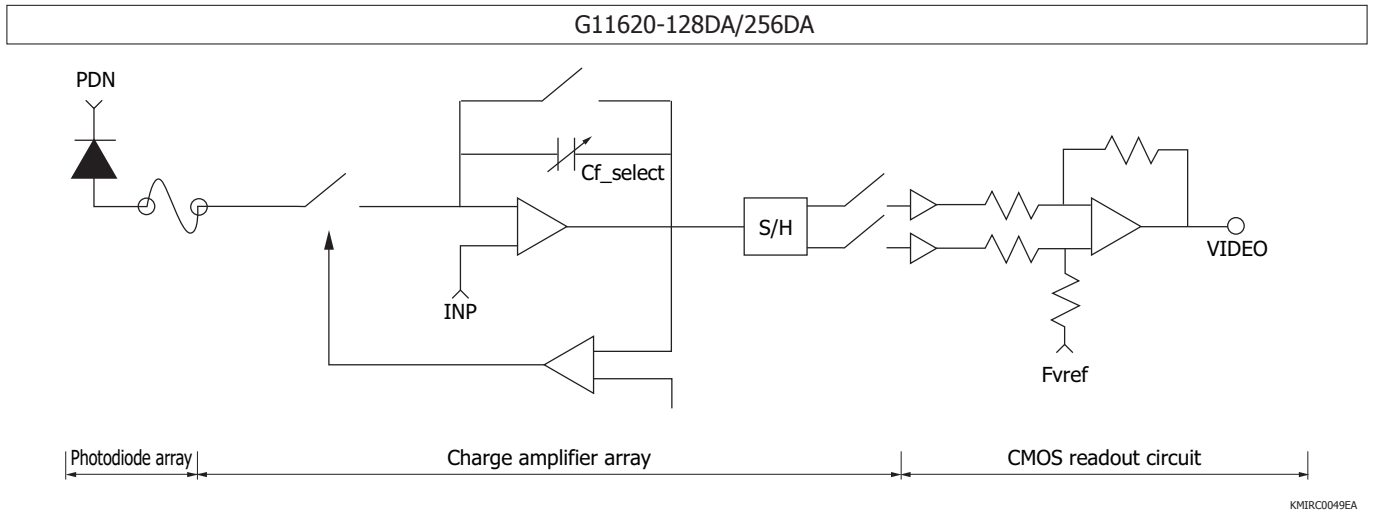 G11620-128DA/256DA
PDN
Cf_select
S/H
VIDEO
INP
Fvref
Photodiode array
Charge amplifier array
CMOS readout circuit
KMIRC0049EA